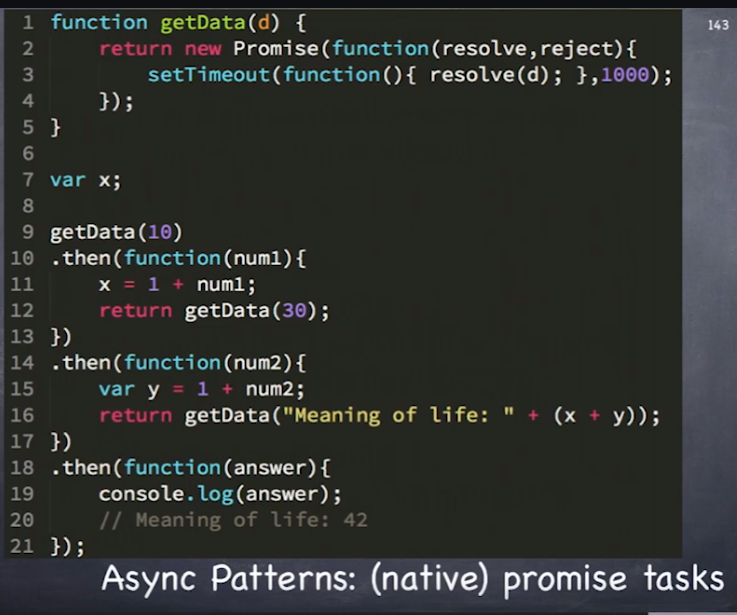 143
1 function getData(d) {
2     return new Promise(function(resolve,reject){
3         setTimeout(function(){ resolve(d); },1000);
4     });
5 }
6
7 var x;
8
9 getData(10)
10 .then(function(num1){
11     x = 1 + num1;
12     return getData(30);
13 })
14 .then(function(num2){
15     var y = 1 + num2;
16     return getData("Meaning of life: " + (x + y));
17 })
18 .then(function(answer){
19     console.log(answer);
20     // Meaning of life: 42
21 });
Async Patterns: (native) promise tasks